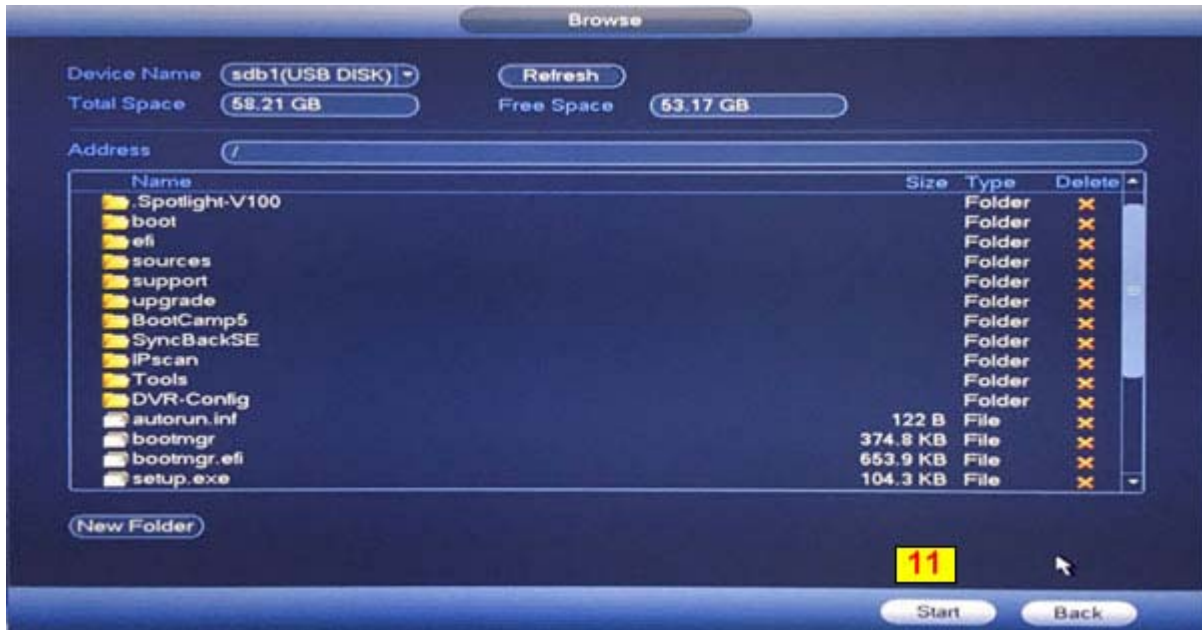 Browse
Device Name sdb1(USB DISK) Refresh
Total Space 58.21 GB Free Space 53.17 GB
Address /
Name Size Type Delete
.Spotlight-V100 Folder
boot Folder
efi Folder
sources Folder
support Folder
upgrade Folder
BootCamp5 Folder
SyncBackSE Folder
IPscan Folder
Tools Folder
DVR-Config Folder
autorun.inf 122 B File
bootmgr 374.8 KB File
bootmgr.efi 653.9 KB File
setup.exe 104.3 KB File
New Folder
11
Start Back